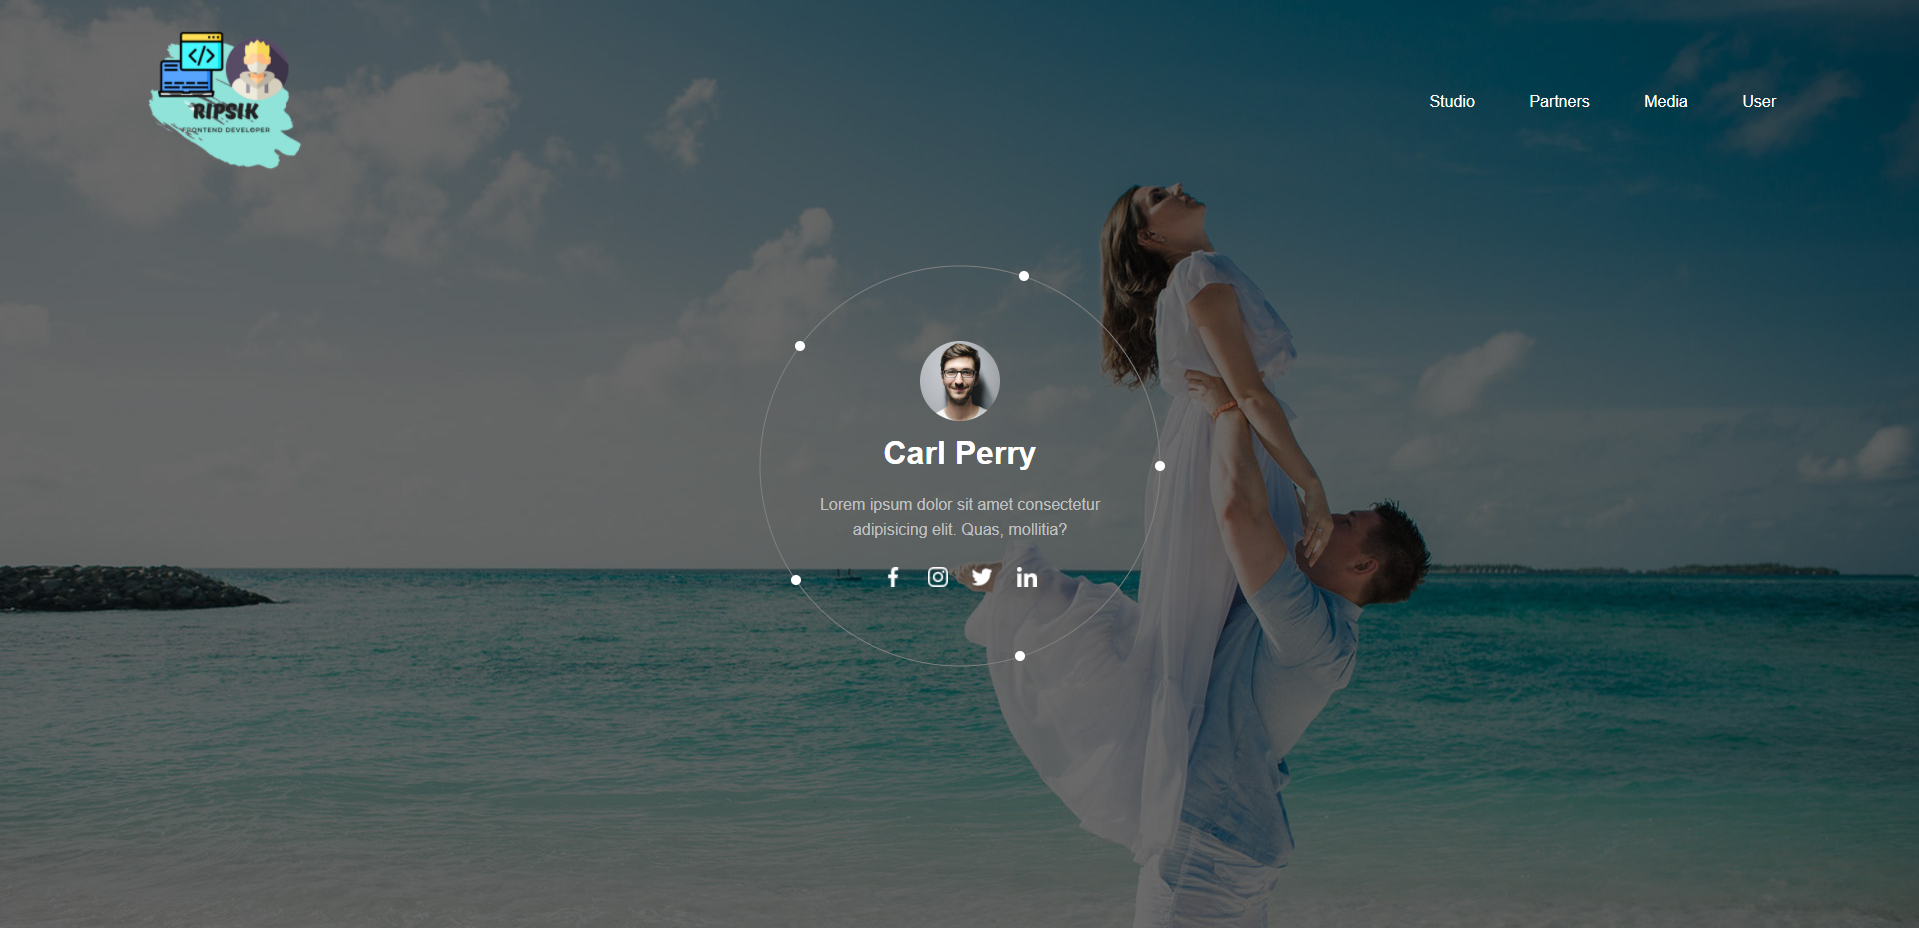 </>
RIPSIK
FRONTEND DEVELOPER
Studio Partners Media User
Carl Perry
Lorem ipsum dolor sit amet consectetur
adipisicing elit. Quas, mollitia?